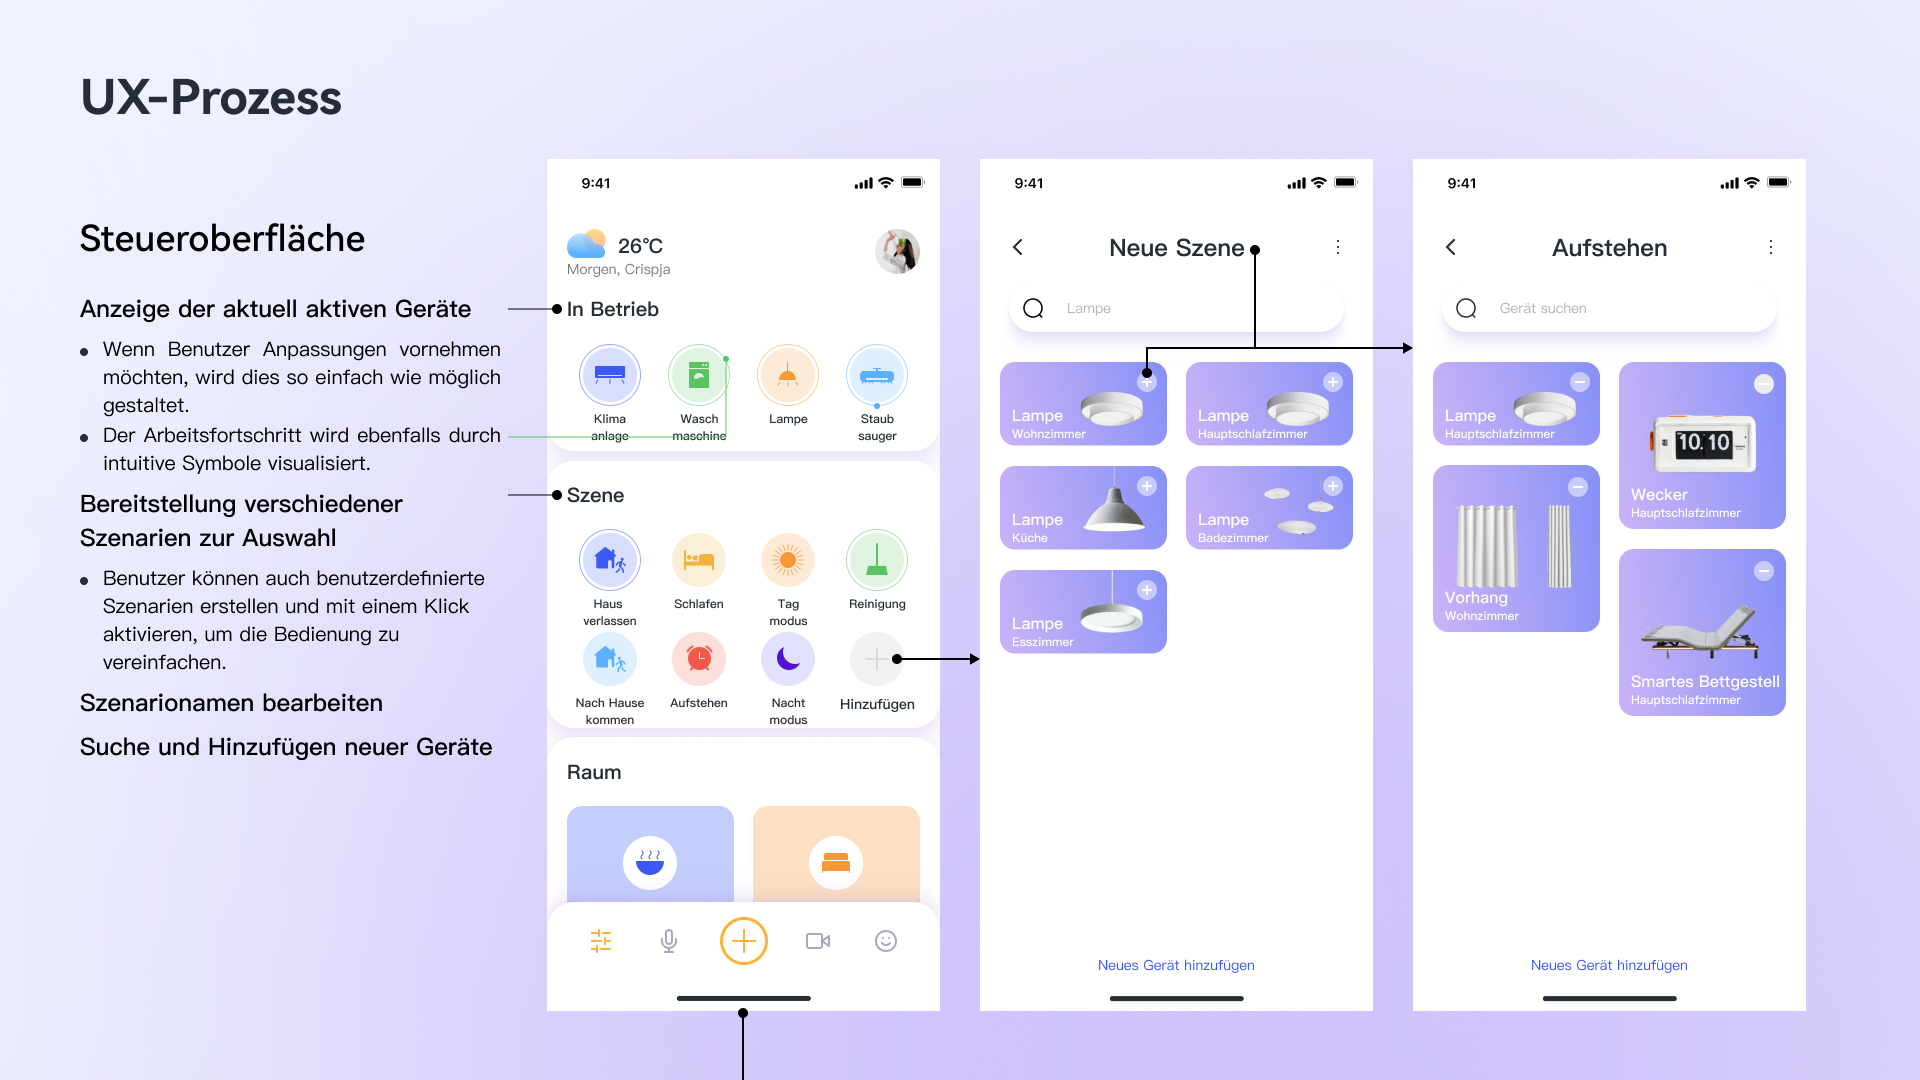 UX-Prozess
Steueroberfläche
Anzeige der aktuell aktiven Geräte
Wenn Benutzer Anpassungen vornehmen
möchten, wird dies so einfach wie möglich
gestaltet.
Der Arbeitsfortschritt wird ebenfalls durch
intuitive Symbole visualisiert.
Bereitstellung verschiedener
Szenarien zur Auswahl
Benutzer können auch benutzerdefinierte
Szenarien erstellen und mit einem Klick
aktivieren, um die Bedienung zu
vereinfachen.
Szenarionamen bearbeiten
Suche und Hinzufügen neuer Geräte
9:41
26°C
Morgen, Crispja
In Betrieb
Klima
anlage
Wasch
maschine
Lampe
Staub
sauger
Szene
Haus
verlassen
Schlafen
Tag
modus
Reinigung
Nach Hause
kommen
Aufstehen
Nacht
modus
Hinzufügen
Raum
9:41
Neue Szene
Lampe
Lampe
Wohnzimmer
Lampe
Hauptschlafzimmer
Lampe
Küche
Lampe
Badezimmer
Lampe
Esszimmer
Neues Gerät hinzufügen
9:41
Aufstehen
Gerät suchen
Lampe
Hauptschlafzimmer
10 10
Wecker
Hauptschlafzimmer
Vorhang
Wohnzimmer
Smartes Bettgestell
Hauptschlafzimmer
Neues Gerät hinzufügen